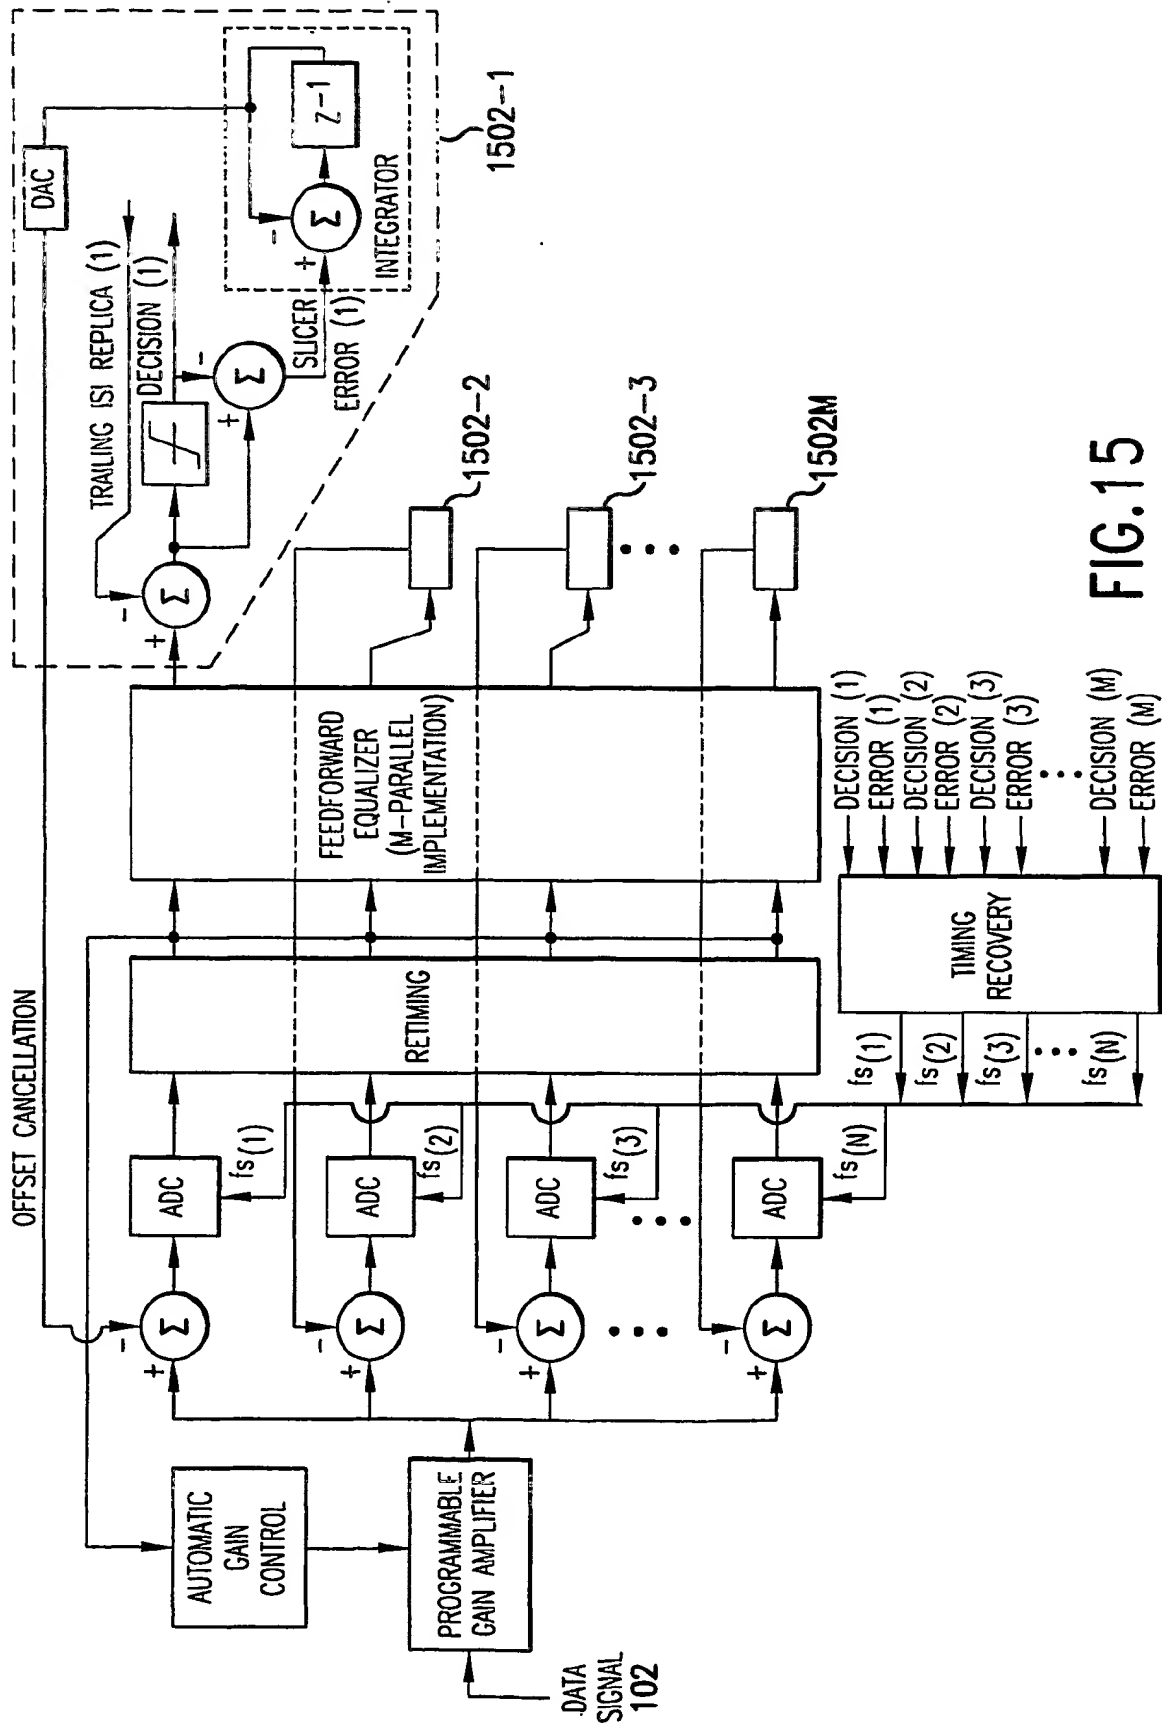 OFFSET CANCELLATION
DAC
TRAILING ISI REPLICA (1)
DECISION (1)
-
+
Σ
-
+
Σ
SLICER
ERROR (1)
-
+
Σ
Z-1
INTEGRATOR
1502-1
AUTOMATIC
GAIN
CONTROL
PROGRAMMABLE
GAIN AMPLIFIER
DATA
SIGNAL
102
-
+
Σ
ADC
fs(1)
-
+
Σ
ADC
fs(2)
-
+
Σ
ADC
fs(3)
-
+
Σ
ADC
fs(N)
RETIMING
FEEDFORWARD
EQUALIZER
(M-PARALLEL
IMPLEMENTATION)
1502-2
1502-3
1502M
fs(1)
fs(2)
fs(3)
fs(N)
TIMING
RECOVERY
DECISION (1)
ERROR (1)
DECISION (2)
ERROR (2)
DECISION (3)
ERROR (3)
DECISION (M)
ERROR (M)
FIG.15